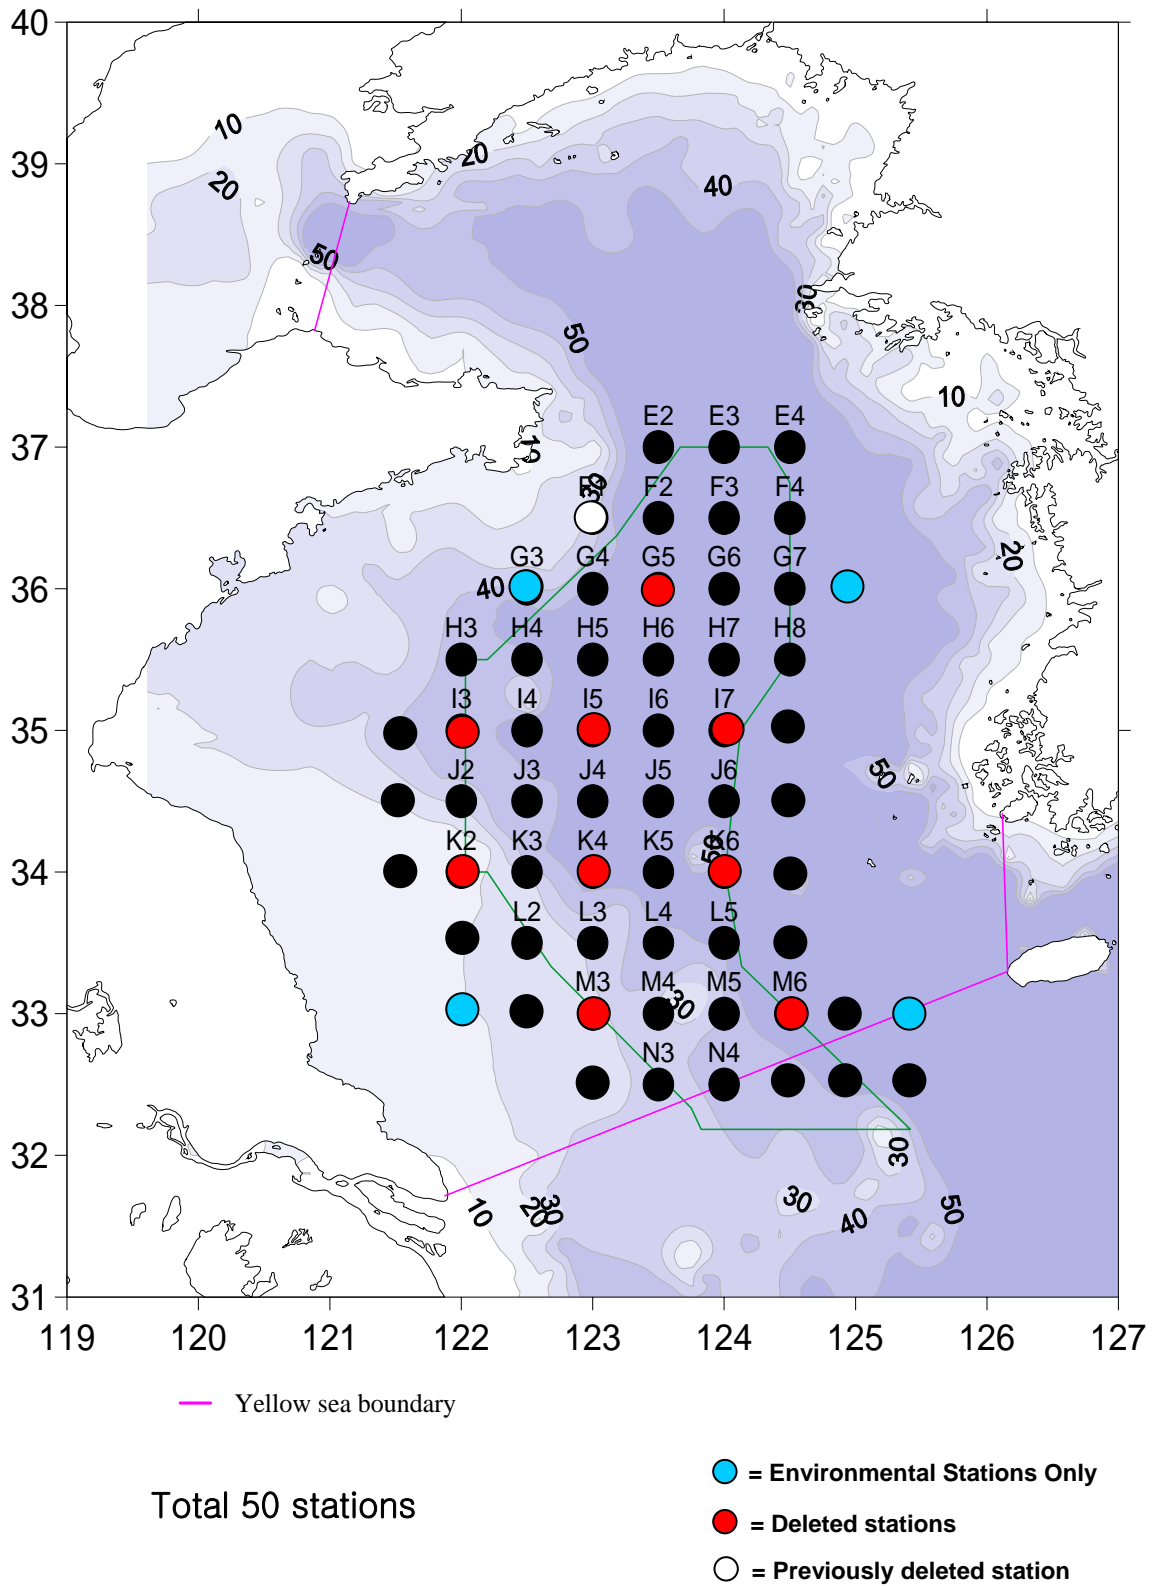 40
10
20
39
20
40
50
38
30
50
10
37
10
E2 E3 E4
30
F2 F3 F4
20
G3 G4 G5 G6 G7
36
40
H3 H4 H5 H6 H7 H8
I3 I4 I5 I6 I7
35
50
J2 J3 J4 J5 J6
K2 K3 K4 K5 K6
50
34
L2 L3 L4 L5
M3 M4 M5 M6
30
33
N3 N4
32
30
10 20 30 30 40 50
31
119 120 121 122 123 124 125 126 127
Yellow sea boundary
= Environmental Stations Only
Total 50 stations
= Deleted stations
= Previously deleted station